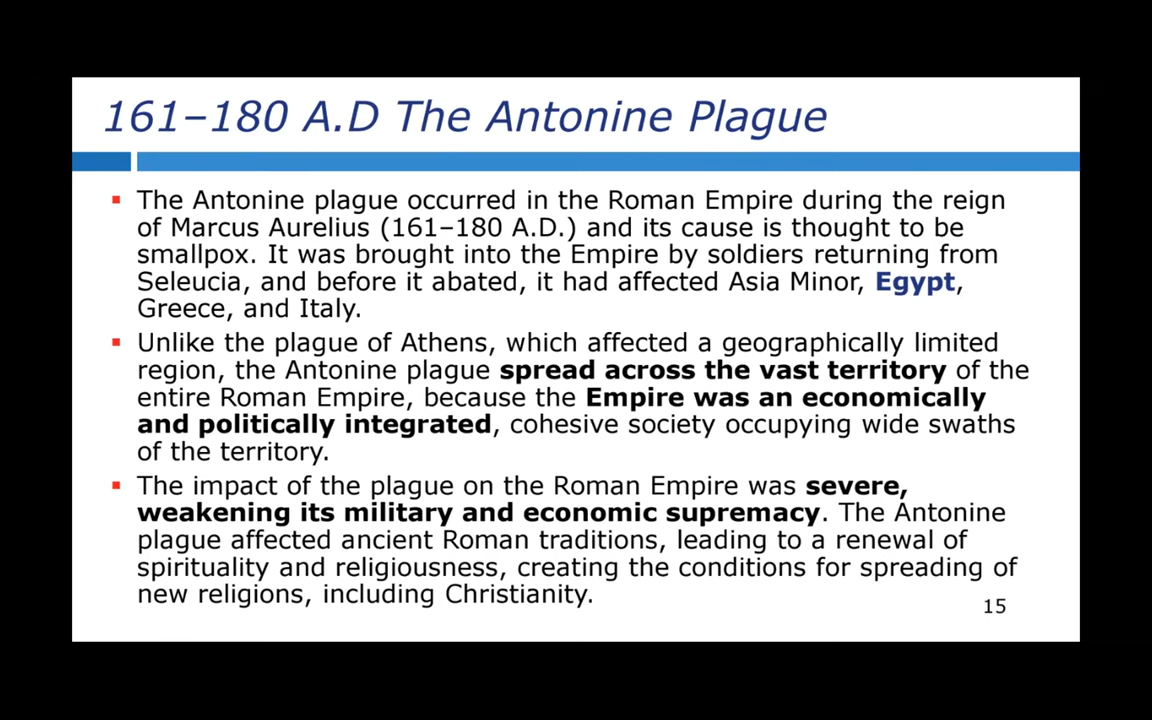 161–180 A.D The Antonine Plague
The Antonine plague occurred in the Roman Empire during the reign
of Marcus Aurelius (161–180 A.D.) and its cause is thought to be
smallpox. It was brought into the Empire by soldiers returning from
Seleucia, and before it abated, it had affected Asia Minor, Egypt,
Greece, and Italy.
Unlike the plague of Athens, which affected a geographically limited
region, the Antonine plague spread across the vast territory of the
entire Roman Empire, because the Empire was an economically
and politically integrated, cohesive society occupying wide swaths
of the territory.
The impact of the plague on the Roman Empire was severe,
weakening its military and economic supremacy. The Antonine
plague affected ancient Roman traditions, leading to a renewal of
spirituality and religiousness, creating the conditions for spreading of
new religions, including Christianity.
15